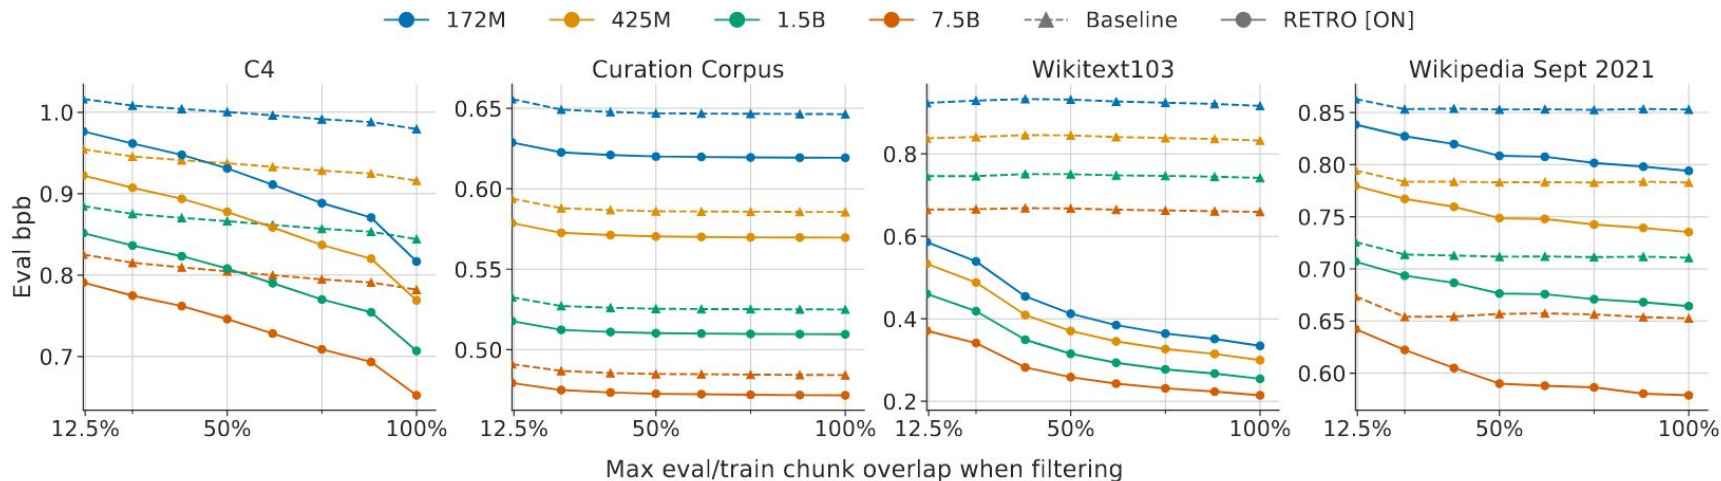 172M 425M 1.5B 7.5B Baseline RETRO [ON]
C4 Curation Corpus Wikitext103 Wikipedia Sept 2021
Eval bpb
1.0
0.9
0.8
0.7
12.5% 50% 100%
0.65
0.60
0.55
0.50
12.5% 50% 100%
0.8
0.6
0.4
0.2
12.5% 50% 100%
0.85
0.80
0.75
0.70
0.65
0.60
12.5% 50% 100%
Max eval/train chunk overlap when filtering